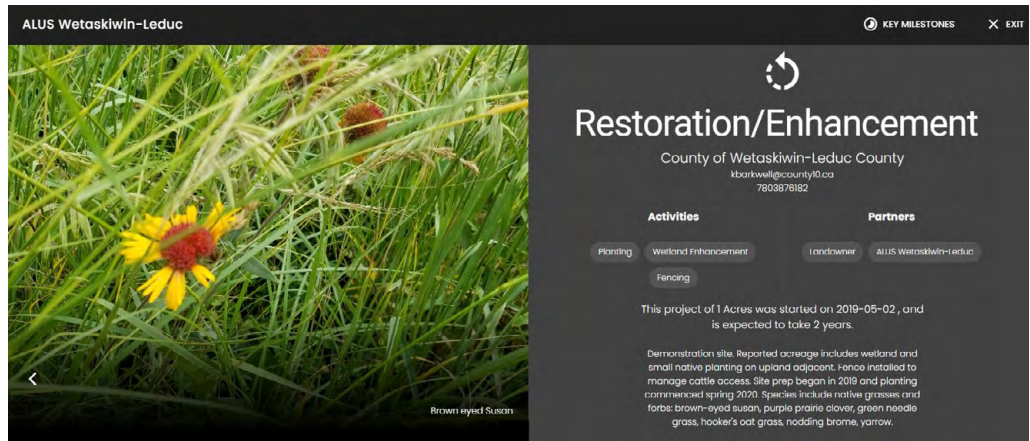 ALUS Wetaskiwin-Leduc
KEY MILESTONES
EXIT
Brown eyed Susan
Restoration/Enhancement
County of Wetaskiwin-Leduc County
kbarkwell@county10.ca
7803876182
Activities
Planting
Wetland Enhancement
Fencing
Partners
Landowner
ALUS Wetaskiwin-Leduc
This project of 1 Acres was started on 2019-05-02 , and
is expected to take 2 years.
Demonstration site. Reported acreage includes wetland and
small native planting on upland adjacent. Fence installed to
manage cattle access. Site prep began in 2019 and planting
commenced spring 2020. Species include native grasses and
forbs: brown-eyed susan, purple prairie clover, green needle
grass, hooker's oat grass, nodding brome, yarrow.